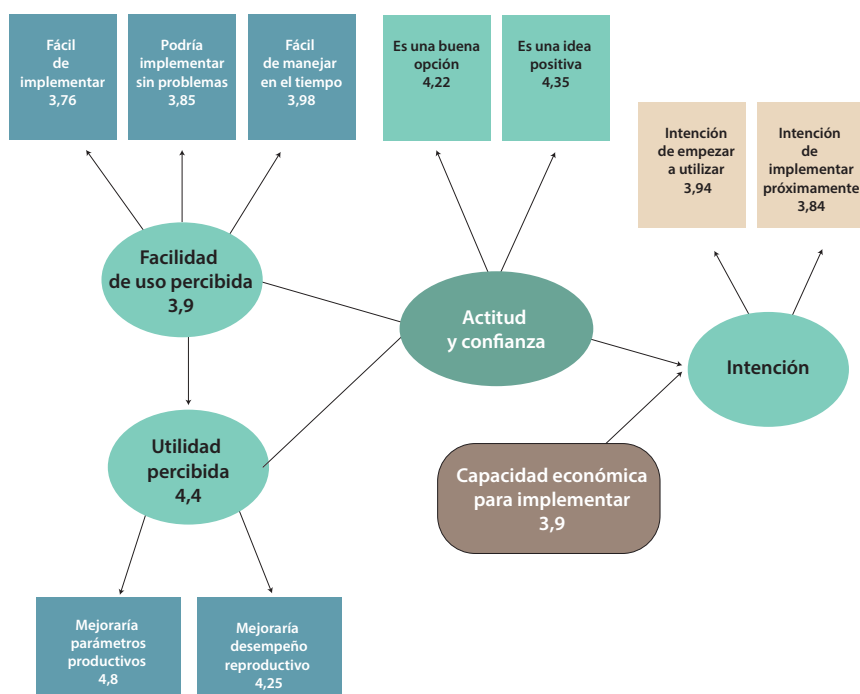 Fácil
de
implementar
3,76
Podría
implementar
sin problemas
3,85
Fácil
de manejar
en el tiempo
3,98
Es una buena
opción
4,22
Es una idea
positiva
4,35
Intención
de empezar
a utilizar
3,94
Intención
de
implementar
próximamente
3,84
Facilidad
de uso percibida
3,9
Actitud
y confianza
Intención
Utilidad
percibida
4,4
Capacidad económica
para implementar
3,9
Mejoraría
parámetros
productivos
4,8
Mejoraría
desempeño
reproductivo
4,25